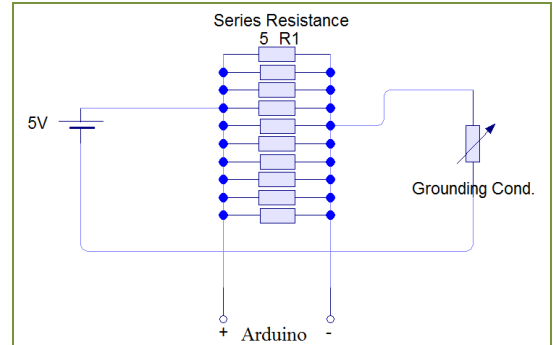 Series Resistance
5 R1
5V
Grounding Cond.
+ Arduino -